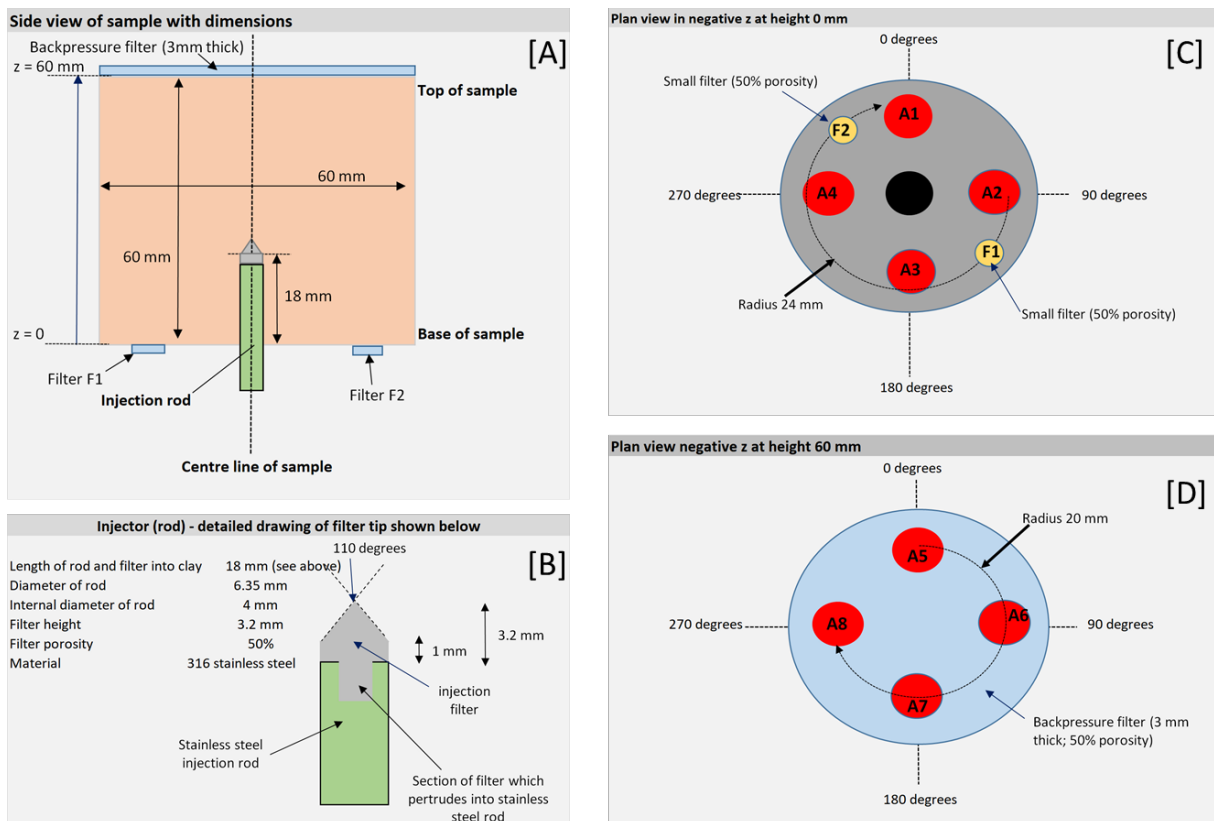 Side view of sample with dimensions
[A]
Backpressure filter (3mm thick)
z = 60 mm
Top of sample
60 mm
60 mm
18 mm
z = 0
Base of sample
Filter F1
Filter F2
Injection rod
Centre line of sample
Injector (rod) - detailed drawing of filter tip shown below
[B]
110 degrees
Length of rod and filter into clay 18 mm (see above)
Diameter of rod 6.35 mm
Internal diameter of rod 4 mm
Filter height 3.2 mm
Filter porosity 50%
Material 316 stainless steel
3.2 mm
1 mm
injection
filter
Stainless steel
injection rod
Section of filter which
pertrudes into stainless
steel rod
Plan view in negative z at height 0 mm
[C]
0 degrees
Small filter (50% porosity)
F2
A1
270 degrees
A4
A2
90 degrees
F1
A3
Radius 24 mm
Small filter (50% porosity)
180 degrees
Plan view negative z at height 60 mm
[D]
0 degrees
Radius 20 mm
A5
270 degrees
A8
A6
90 degrees
A7
Backpressure filter (3 mm
thick; 50% porosity)
180 degrees